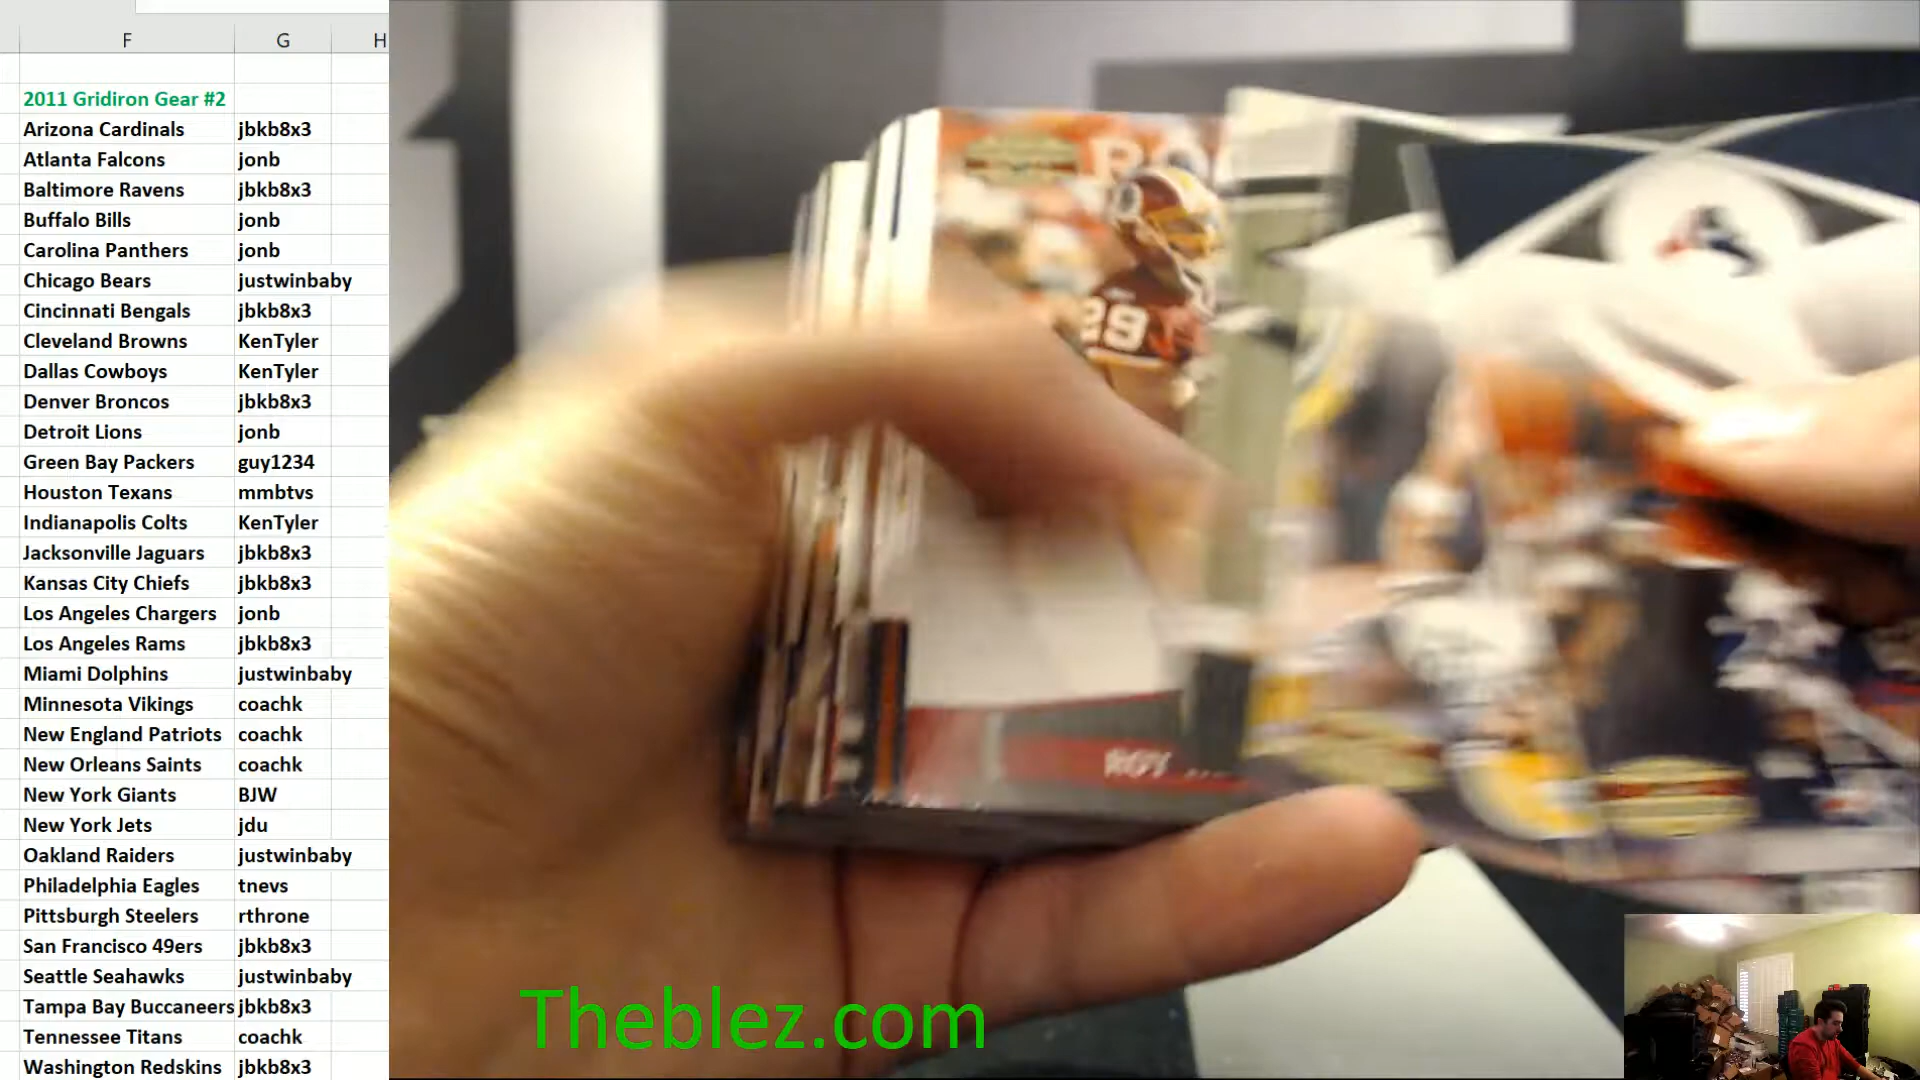 F G H
2011 Gridiron Gear #2
Arizona Cardinals jbkb8x3
Atlanta Falcons jonb
Baltimore Ravens jbkb8x3
Buffalo Bills jonb
Carolina Panthers jonb
Chicago Bears justwinbaby
Cincinnati Bengals jbkb8x3
Cleveland Browns KenTyler
Dallas Cowboys KenTyler
Denver Broncos jbkb8x3
Detroit Lions jonb
Green Bay Packers guy1234
Houston Texans mmbtvs
Indianapolis Colts KenTyler
Jacksonville Jaguars jbkb8x3
Kansas City Chiefs jbkb8x3
Los Angeles Chargers jonb
Los Angeles Rams jbkb8x3
Miami Dolphins justwinbaby
Minnesota Vikings coachk
New England Patriots coachk
New Orleans Saints coachk
New York Giants BJW
New York Jets jdu
Oakland Raiders justwinbaby
Philadelphia Eagles tnevs
Pittsburgh Steelers rthrone
San Francisco 49ers jbkb8x3
Seattle Seahawks justwinbaby
Tampa Bay Buccaneers jbkb8x3
Tennessee Titans coachk
Washington Redskins jbkb8x3
29
ROY
Theblez.com